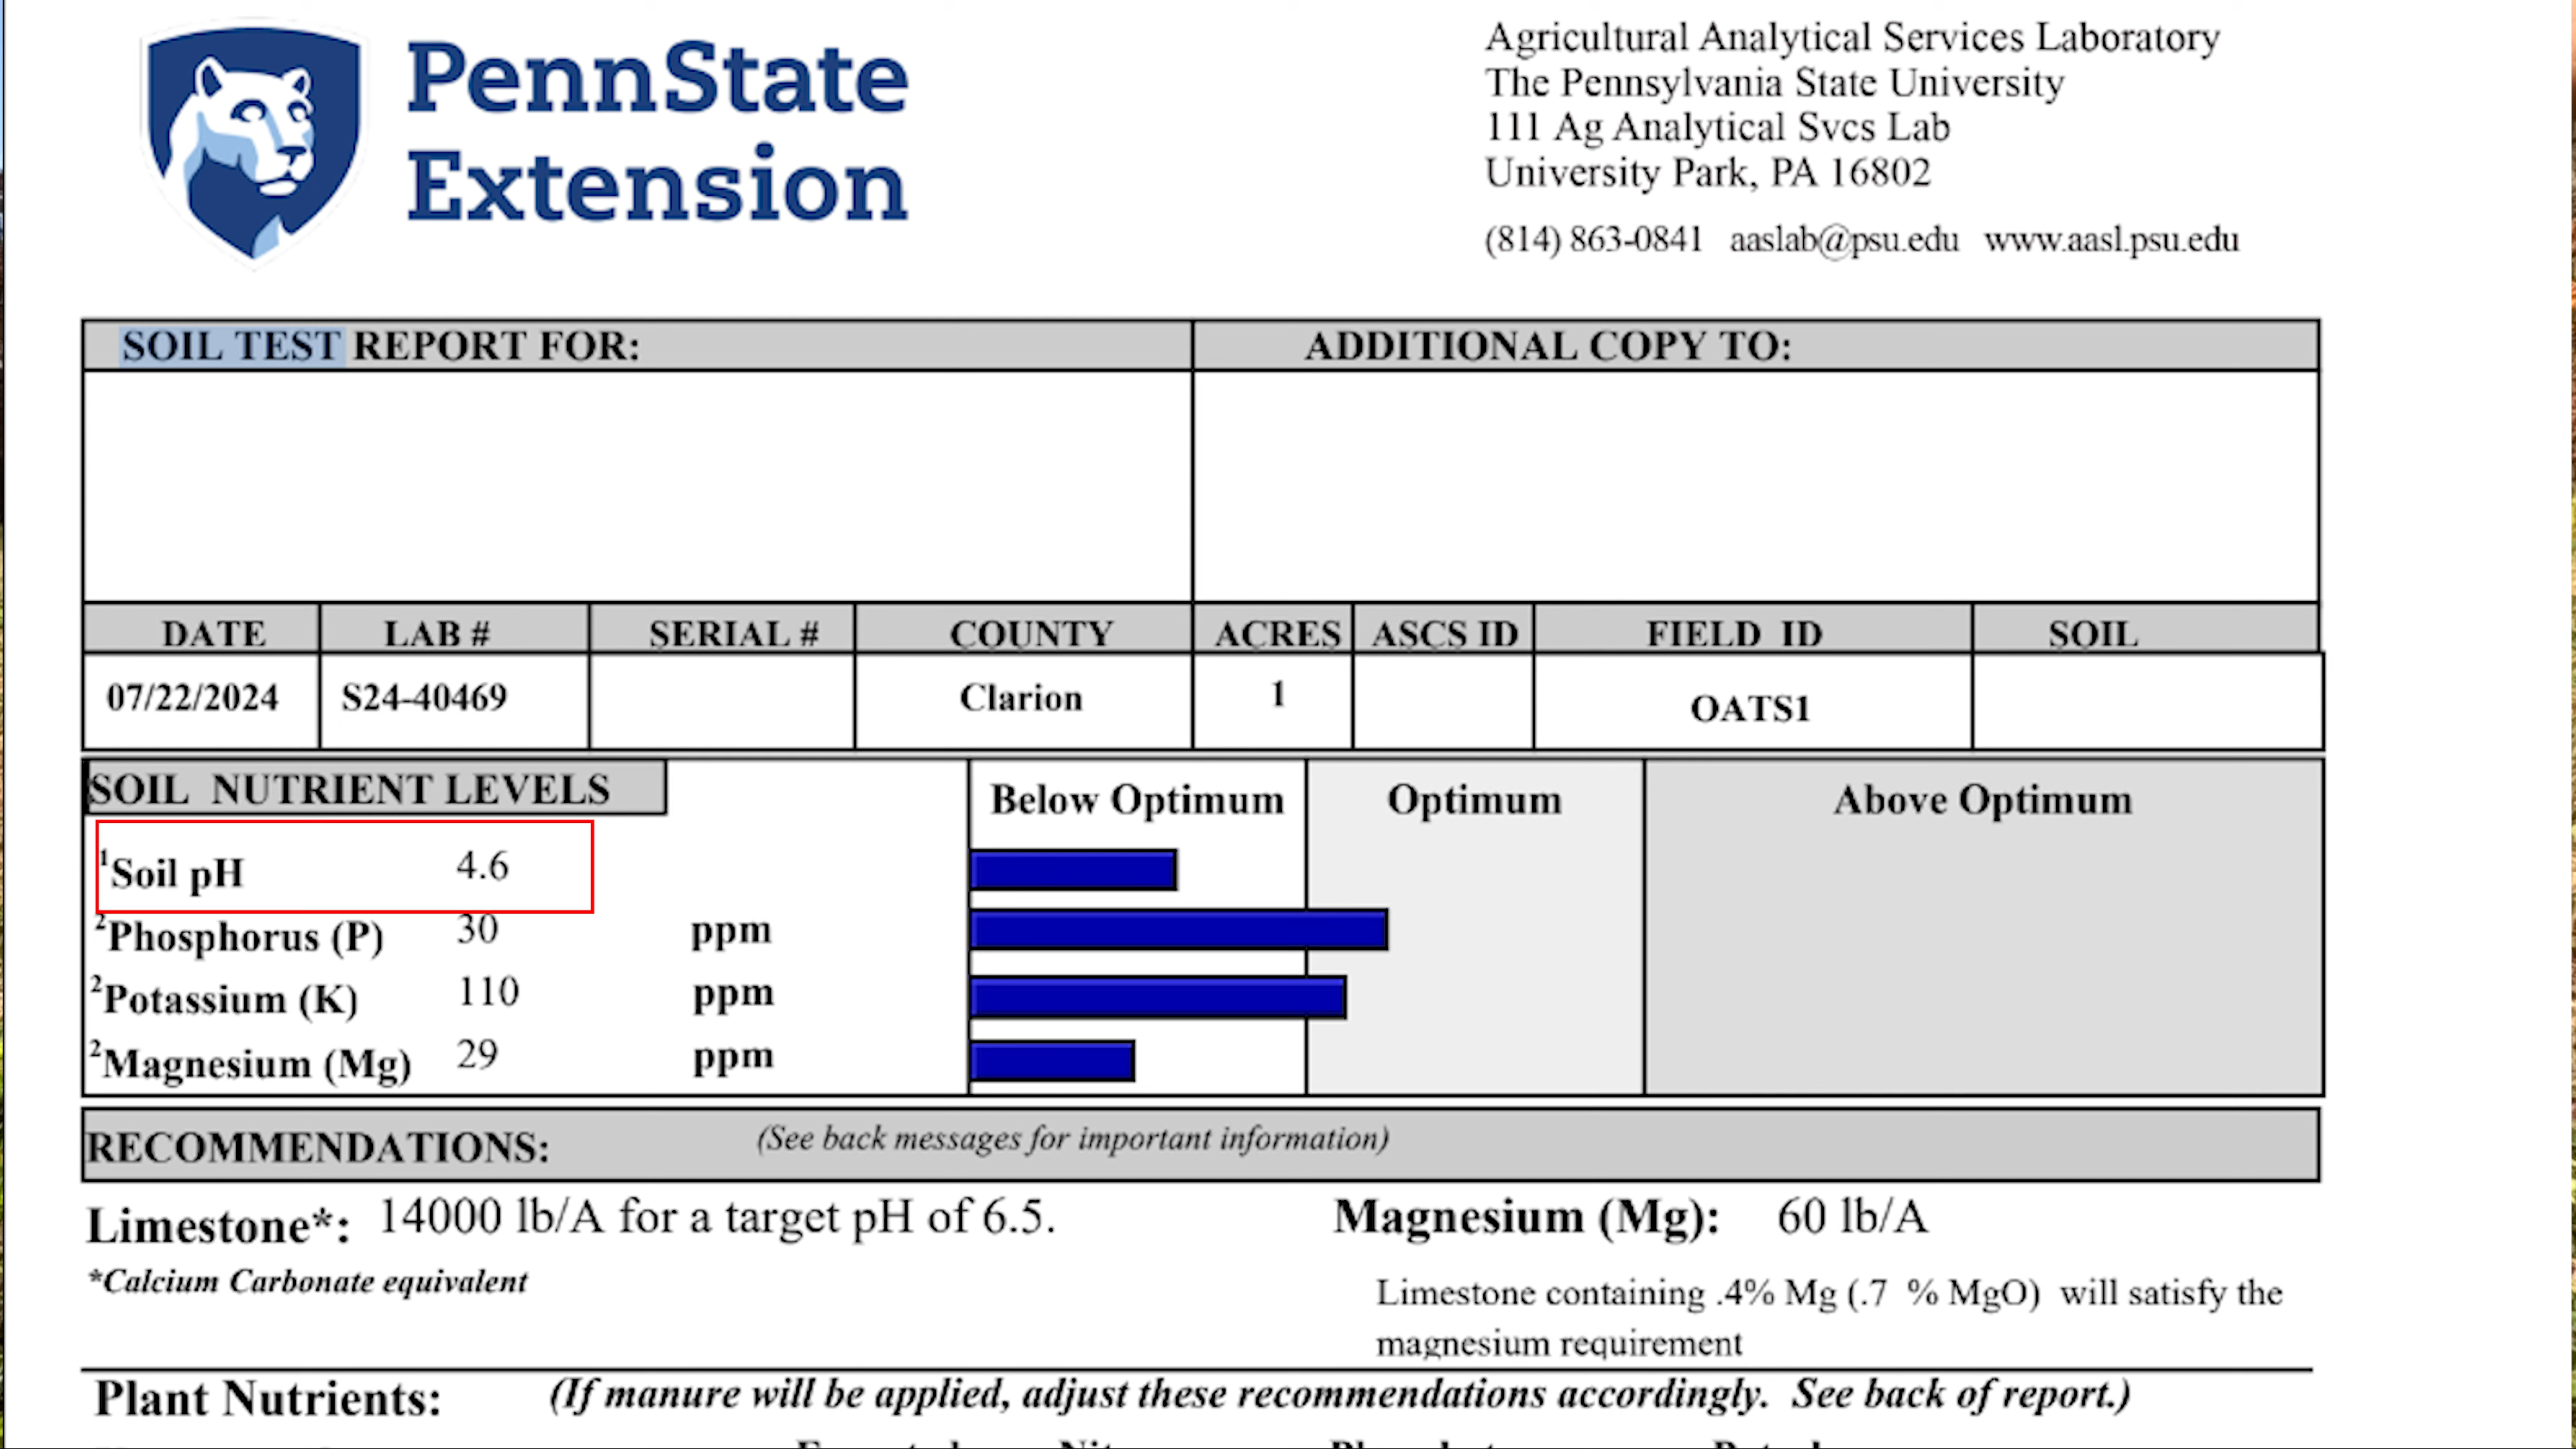 PennState
Extension
Agricultural Analytical Services Laboratory
The Pennsylvania State University
111 Ag Analytical Svcs Lab
University Park, PA 16802
(814) 863-0841 aaslab@psu.edu www.aasl.psu.edu
SOIL TEST REPORT FOR: ADDITIONAL COPY TO:
DATE LAB # SERIAL # COUNTY ACRES ASCS ID FIELD ID SOIL
07/22/2024 S24-40469 Clarion 1 OATS1
SOIL NUTRIENT LEVELS Below Optimum Optimum Above Optimum
1Soil pH 4.6
2Phosphorus (P) 30 ppm
2Potassium (K) 110 ppm
2Magnesium (Mg) 29 ppm
RECOMMENDATIONS: (See back messages for important information)
Limestone*: 14000 lb/A for a target pH of 6.5. Magnesium (Mg): 60 lb/A
*Calcium Carbonate equivalent
Limestone containing .4% Mg (.7 % MgO) will satisfy the
magnesium requirement
Plant Nutrients: (If manure will be applied, adjust these recommendations accordingly. See back of report.)